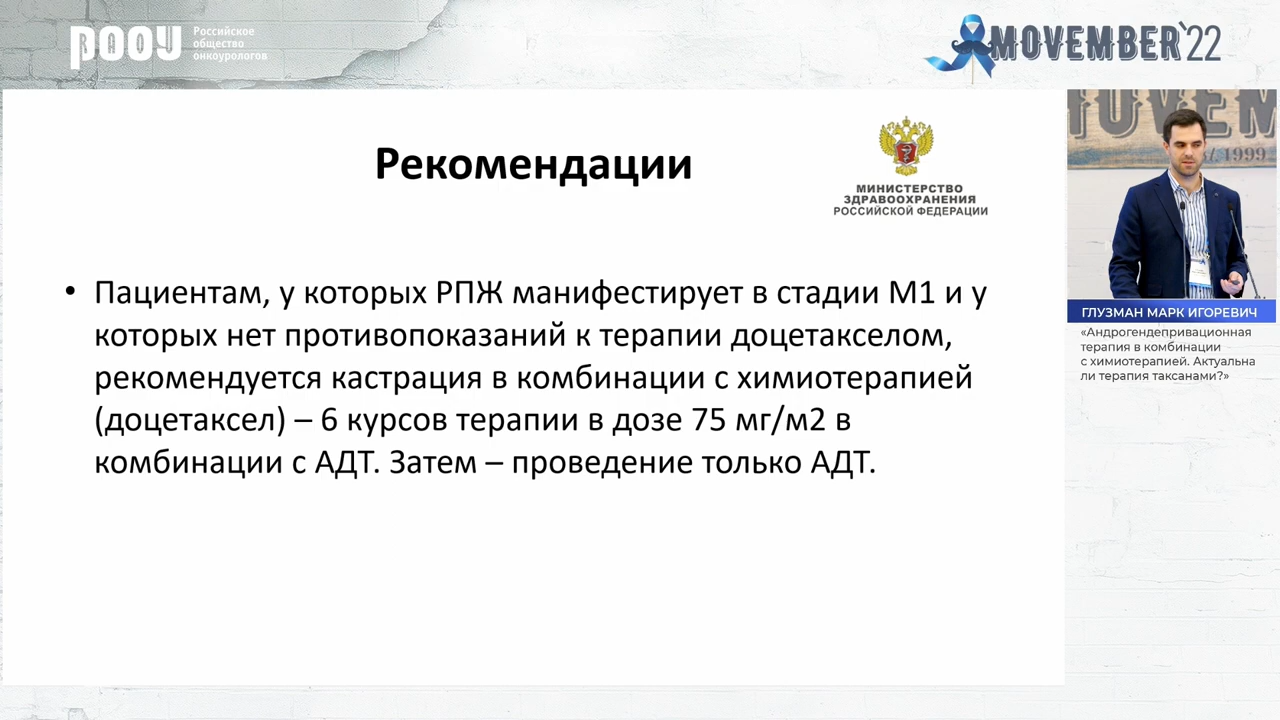 РООУ
Российское
общество
онкоурологов
MOVEMBER'22
Рекомендации
МИНИСТЕРСТВО
ЗДРАВООХРАНЕНИЯ
РОССИЙСКОЙ ФЕДЕРАЦИИ
• Пациентам, у которых РПЖ манифестирует в стадии М1 и у
которых нет противопоказаний к терапии доцетакселом,
рекомендуется кастрация в комбинации с химиотерапией
(доцетаксел) – 6 курсов терапии в дозе 75 мг/м2 в
комбинации с АДТ. Затем – проведение только АДТ.
MOVEM
1999
ГЛУЗМАН МАРК ИГОРЕВИЧ
«Андрогендепривационная
терапия в комбинации
с химиотерапией. Актуальна
ли терапия таксанами?»